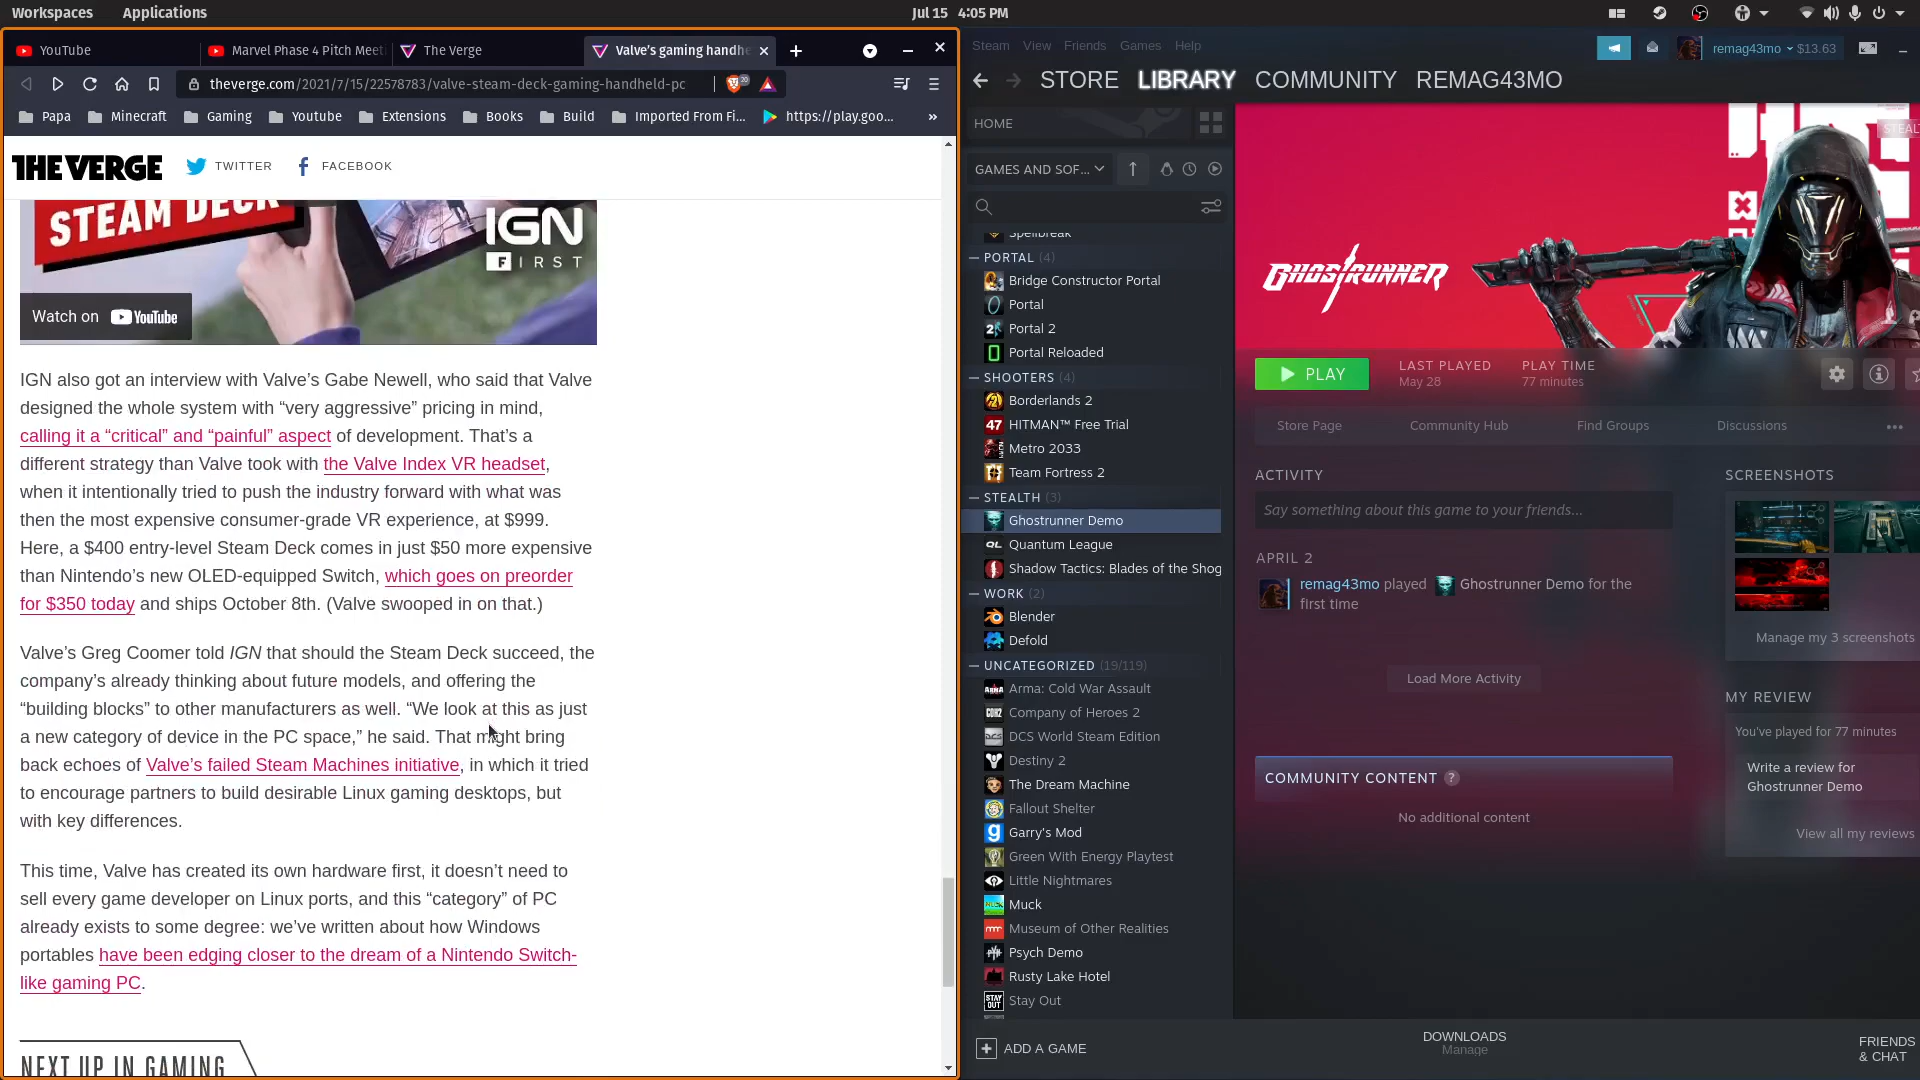 Workspaces Applications Jul 15 4:05 PM
YouTube Marvel Phase 4 Pitch Meeti The Verge Valve's gaming handhe
theverge.com/2021/7/15/22578783/valve-steam-deck-gaming-handheld-pc 20
Papa Minecraft Gaming Youtube Extensions Books Build Imported From Fi... https://play.goo... »
THE VERGE TWITTER FACEBOOK
STEAM DECK
IGN
FIRST
Watch on YouTube
IGN also got an interview with Valve's Gabe Newell, who said that Valve
designed the whole system with “very aggressive” pricing in mind,
calling it a “critical” and “painful” aspect of development. That's a
different strategy than Valve took with the Valve Index VR headset,
when it intentionally tried to push the industry forward with what was
then the most expensive consumer-grade VR experience, at $999.
Here, a $400 entry-level Steam Deck comes in just $50 more expensive
than Nintendo's new OLED-equipped Switch, which goes on preorder
for $350 today and ships October 8th. (Valve swooped in on that.)
Valve's Greg Coomer told IGN that should the Steam Deck succeed, the
company's already thinking about future models, and offering the
“building blocks” to other manufacturers as well. “We look at this as just
a new category of device in the PC space,” he said. That might bring
back echoes of Valve's failed Steam Machines initiative, in which it tried
to encourage partners to build desirable Linux gaming desktops, but
with key differences.
This time, Valve has created its own hardware first, it doesn't need to
sell every game developer on Linux ports, and this “category” of PC
already exists to some degree: we've written about how Windows
portables have been edging closer to the dream of a Nintendo Switch-
like gaming PC.
NEXT UP IN GAMING
Steam View Friends Games Help
remag43mo $13.63
STORE LIBRARY COMMUNITY REMAG43MO
HOME
GAMES AND SOF...
Spellbreak
PORTAL (4)
Bridge Constructor Portal
Portal
Portal 2
Portal Reloaded
SHOOTERS (4)
Borderlands 2
HITMAN™ Free Trial
Metro 2033
Team Fortress 2
STEALTH (3)
Ghostrunner Demo
Quantum League
Shadow Tactics: Blades of the Shog
WORK (2)
Blender
Defold
UNCATEGORIZED (19/119)
Arma: Cold War Assault
Company of Heroes 2
DCS World Steam Edition
Destiny 2
The Dream Machine
Fallout Shelter
Garry's Mod
Green With Energy Playtest
Little Nightmares
Muck
Museum of Other Realities
Psych Demo
Rusty Lake Hotel
Stay Out
STEALT
GHOSTRUNNER
PLAY
LAST PLAYED
May 28
PLAY TIME
77 minutes
Store Page Community Hub Find Groups Discussions
ACTIVITY
Say something about this game to your friends...
APRIL 2
remag43mo played Ghostrunner Demo for the
first time
Load More Activity
COMMUNITY CONTENT ?
No additional content
SCREENSHOTS
Manage my 3 screenshots
MY REVIEW
You've played for 77 minutes
Write a review for
Ghostrunner Demo
View all my reviews
ADD A GAME
DOWNLOADS
Manage
FRIENDS
& CHAT